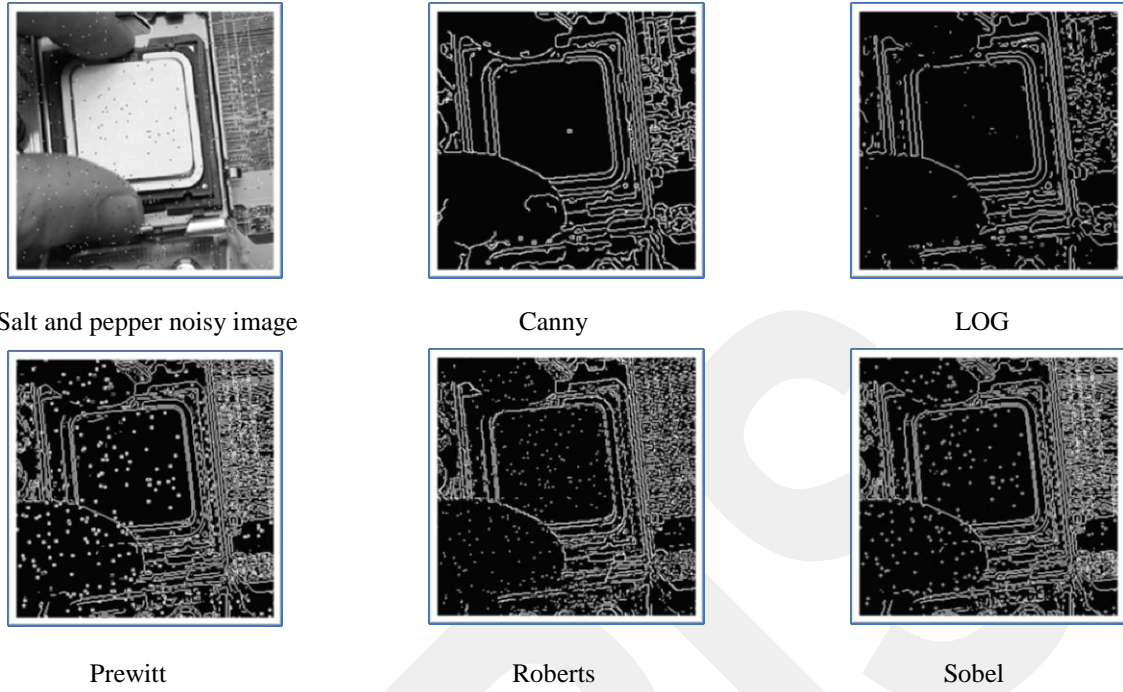 Salt and pepper noisy image
Canny
LOG
Prewitt
Roberts
Sobel